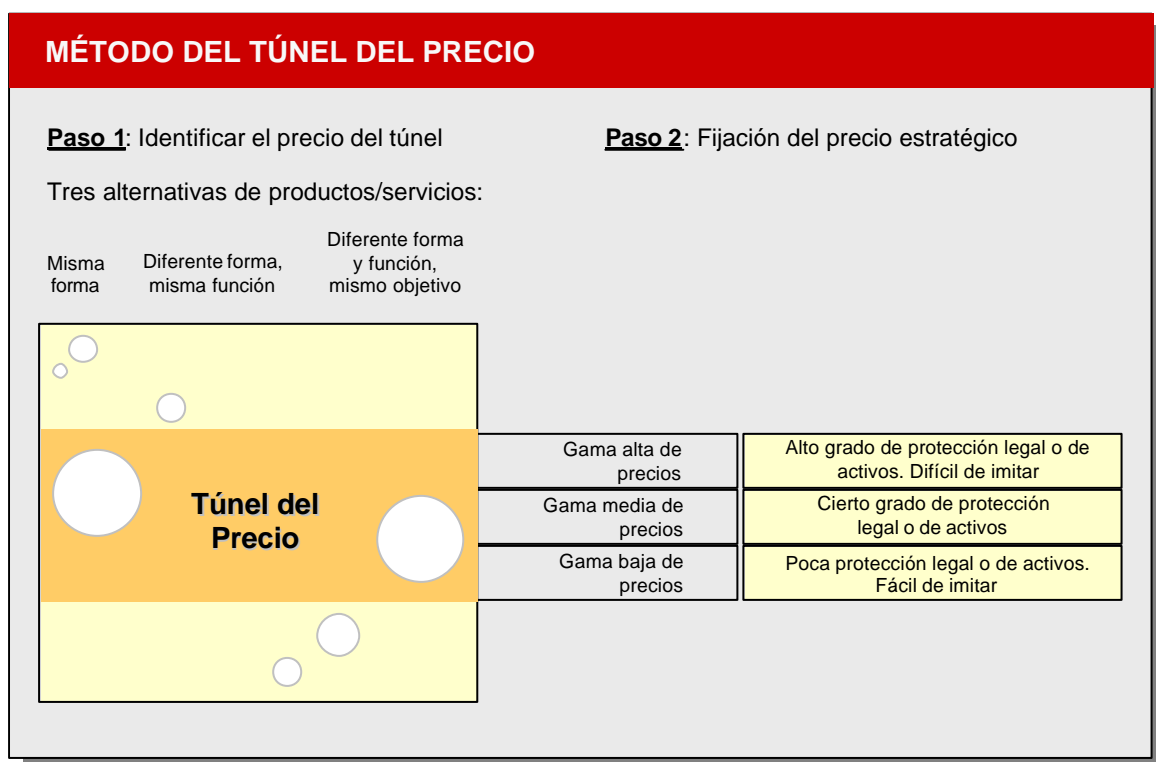 MÉTODO DEL TÚNEL DEL PRECIO
Paso 1: Identificar el precio del túnel
Paso 2: Fijación del precio estratégico
Tres alternativas de productos/servicios:
Misma
forma
Diferente forma,
misma función
Diferente forma
y función,
mismo objetivo
Túnel del
Precio
Gama alta de
precios
Alto grado de protección legal o de
activos. Difícil de imitar
Gama media de
precios
Cierto grado de protección
legal o de activos
Gama baja de
precios
Poca protección legal o de activos.
Fácil de imitar